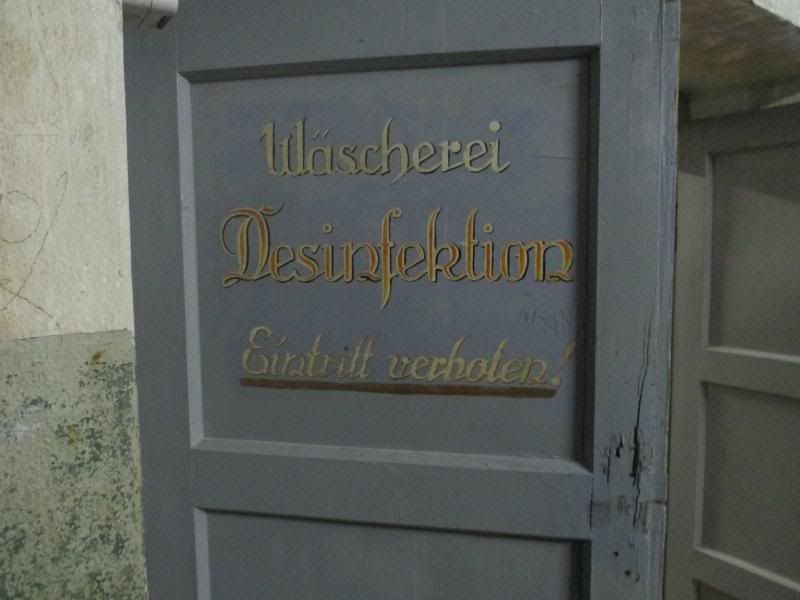 Wäscherei
Desinfektion
Eintritt verboten!